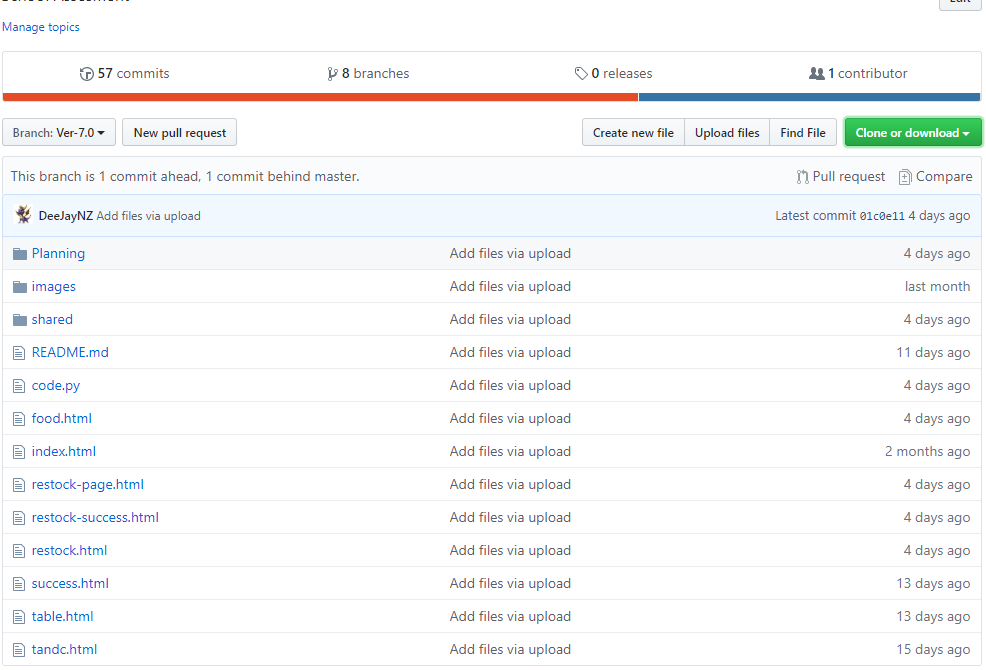 Manage topics
57 commits 8 branches 0 releases 1 contributor
Branch: Ver-7.0 New pull request Create new file Upload files Find File Clone or download
This branch is 1 commit ahead, 1 commit behind master. Pull request Compare
DeeJayNZ Add files via upload Latest commit 01c0e11 4 days ago
Planning Add files via upload 4 days ago
images Add files via upload last month
shared Add files via upload 4 days ago
README.md Add files via upload 11 days ago
code.py Add files via upload 4 days ago
food.html Add files via upload 4 days ago
index.html Add files via upload 2 months ago
restock-page.html Add files via upload 4 days ago
restock-success.html Add files via upload 4 days ago
restock.html Add files via upload 4 days ago
success.html Add files via upload 13 days ago
table.html Add files via upload 13 days ago
tandc.html Add files via upload 15 days ago